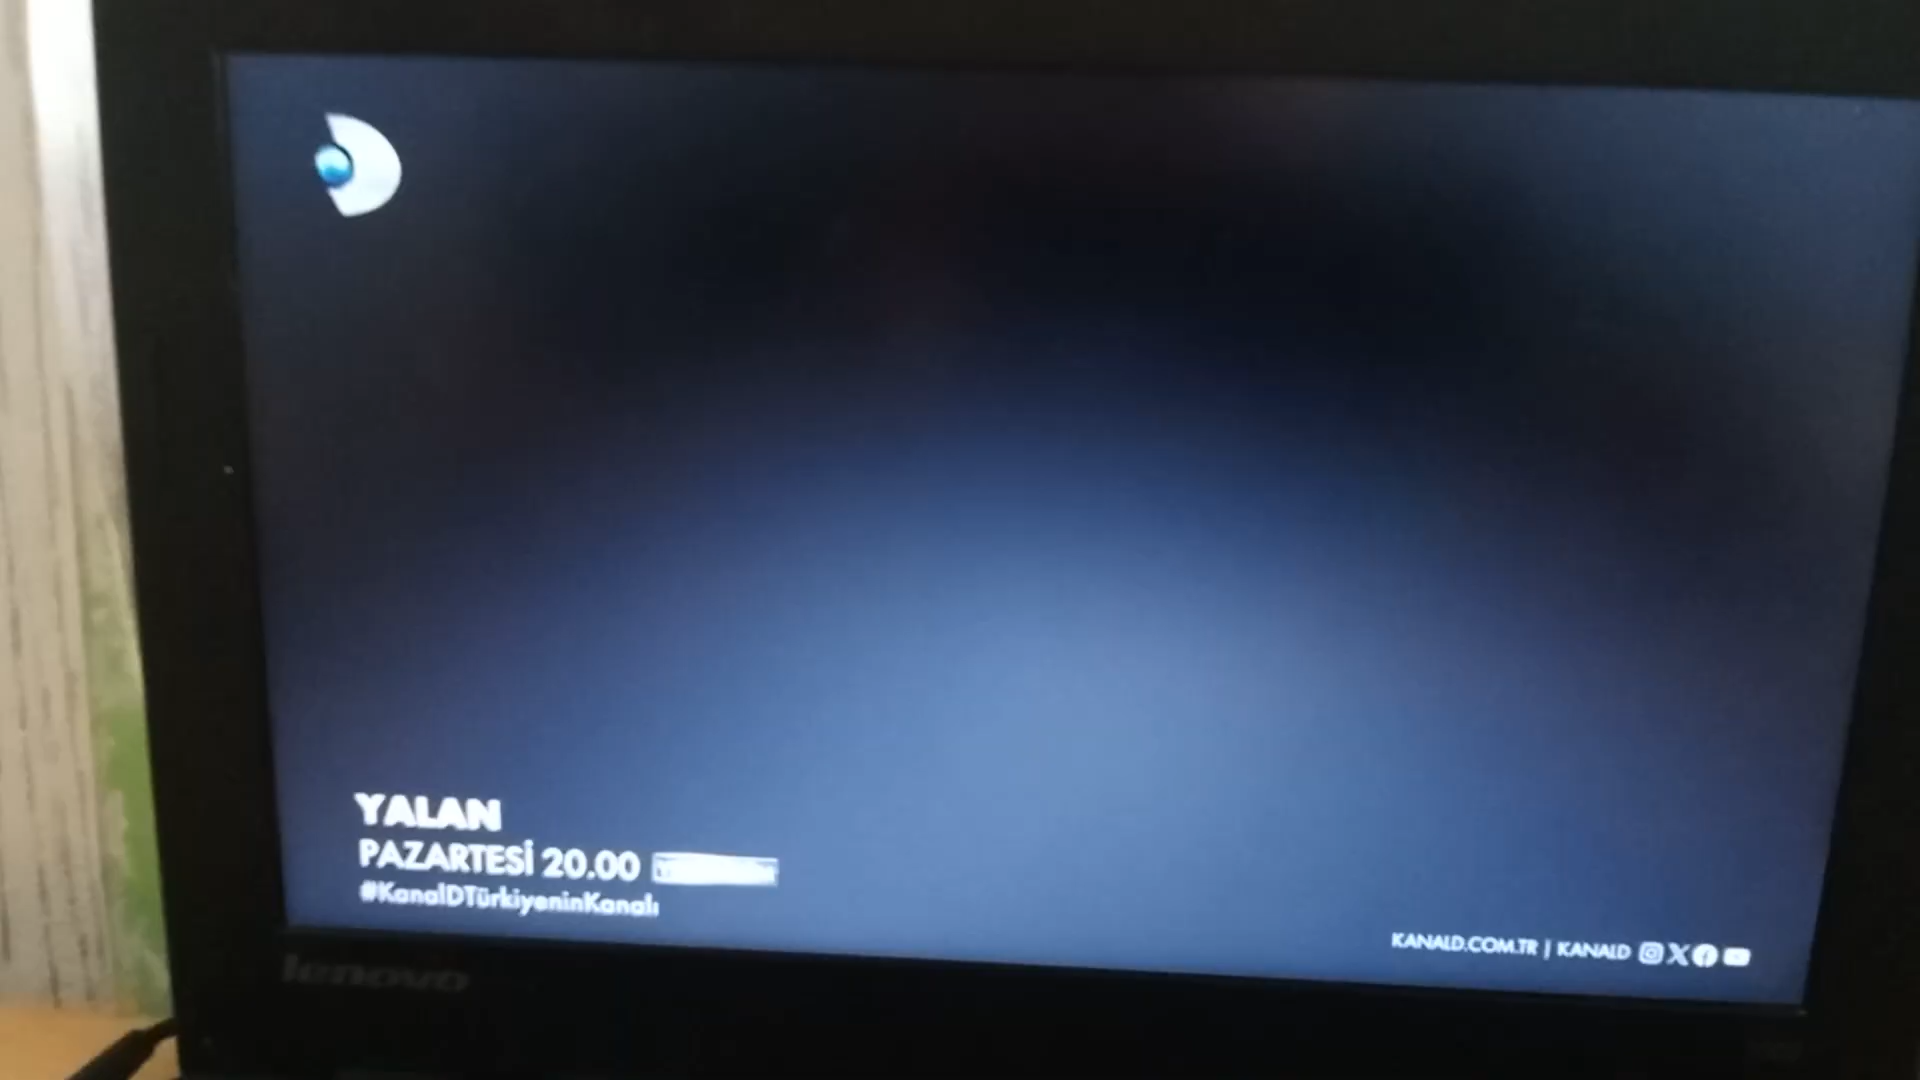 YALAN
PAZARTESİ 20.00
#KanalDTürkiyeninKanalı
KANALD.COM.TR | KANALD
lenovo